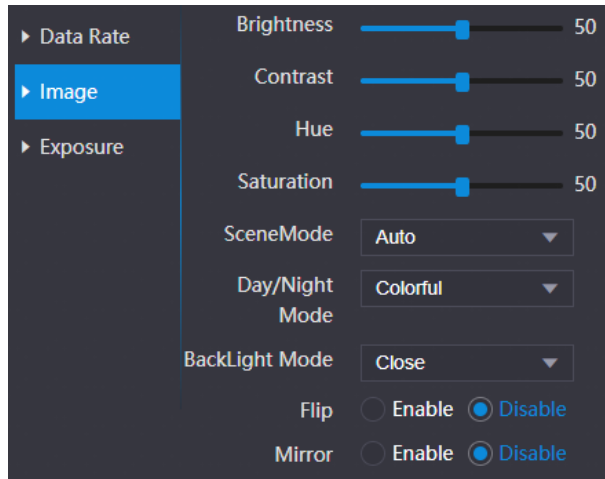 Data Rate
Image
Exposure
Brightness 50
Contrast 50
Hue 50
Saturation 50
SceneMode Auto
Day/Night
Mode Colorful
BackLight Mode Close
Flip Enable Disable
Mirror Enable Disable